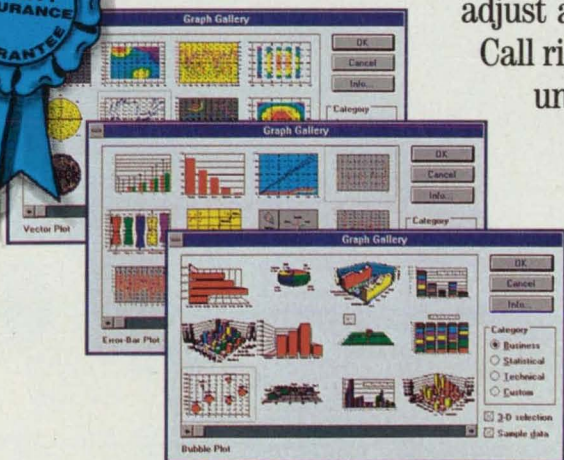 URANCE
RANTEE
adjust a
Call ri
un
Graph Gallery
OK
Cancel
Info...
Category
Vector Plot
Graph Gallery
OK
Cancel
Info...
Category
Error-Bar Plot
Graph Gallery
OK
Cancel
Info...
Category
Business
Statistical
Technical
Custom
3-D selection
Sample data
Bubble Plot